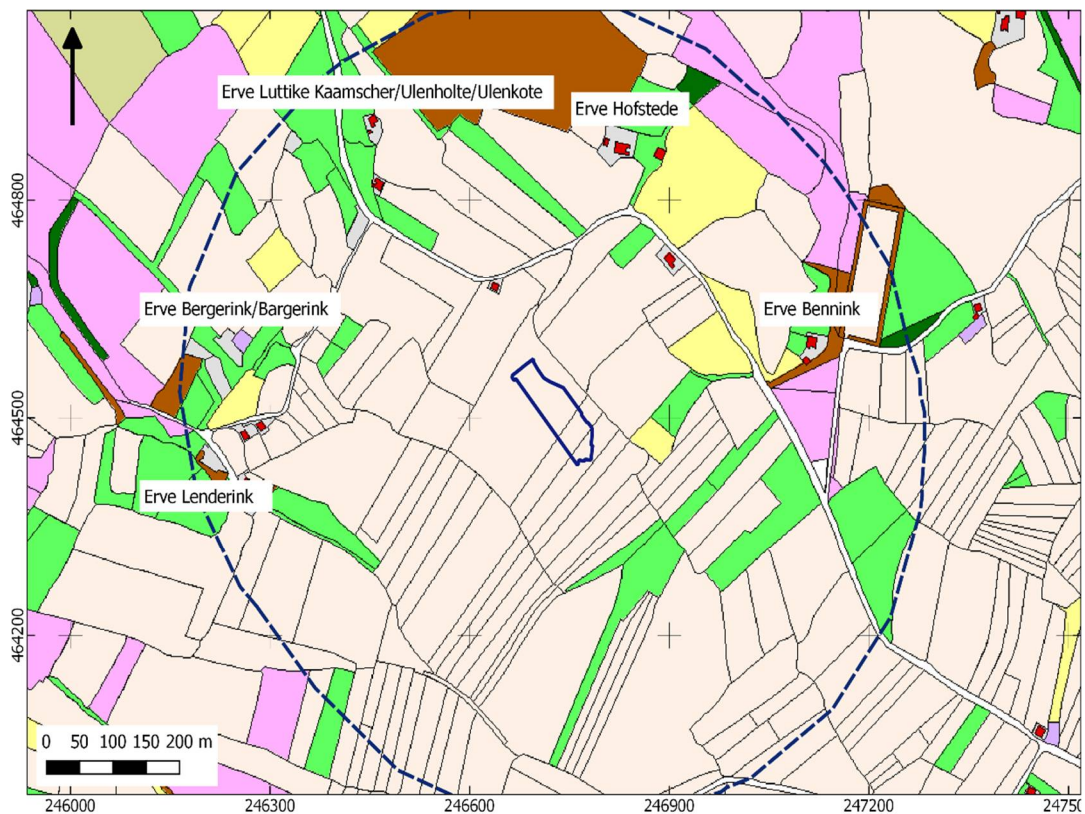 Erve Luttike Kaamscher/Ulenholte/Ulenkote
Erve Hofstede
464800
Erve Bergerink/Bargerink
Erve Bennink
464500
Erve Lenderink
464200
0 50 100 150 200 m
246000 246300 246600 246900 247200